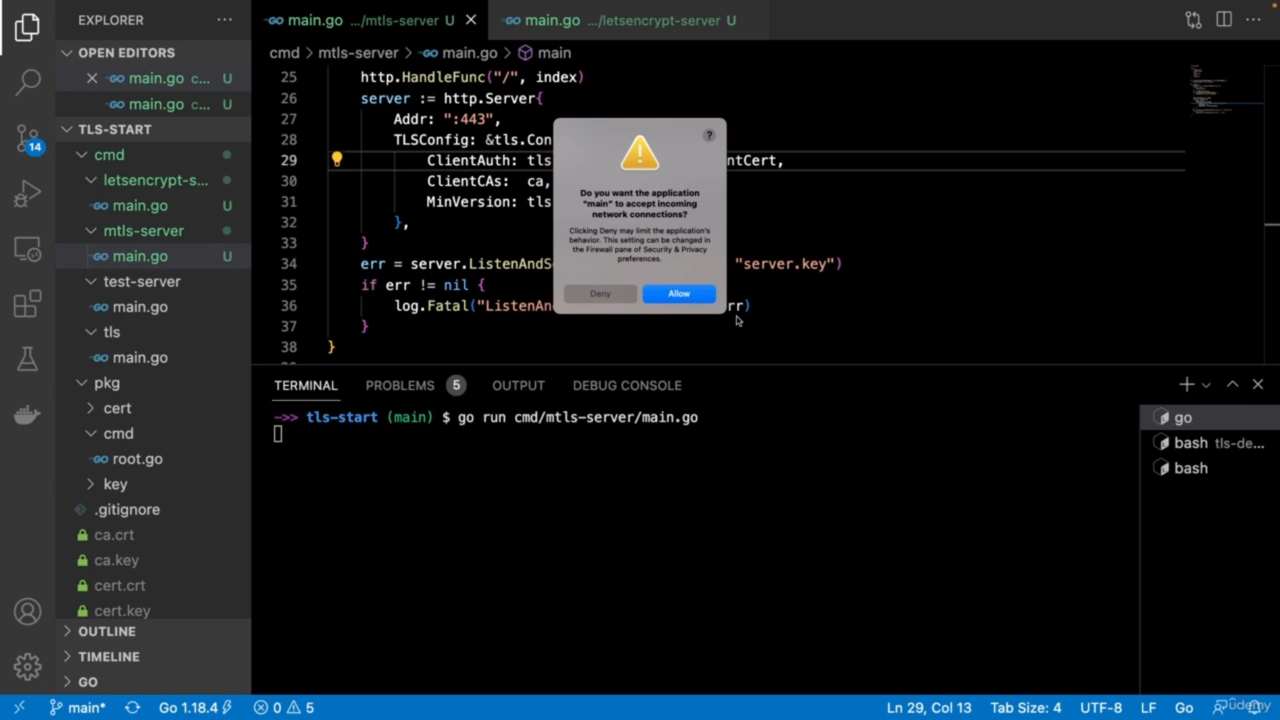 EXPLORER
main.go .../mtls-server U
main.go .../letsencrypt-server U
OPEN EDITORS
main.go c... U
main.go c... U
TLS-START
cmd
letsencrypt-s...
main.go U
mtls-server
main.go U
test-server
main.go
tls
main.go
pkg
cert
cmd
root.go
key
.gitignore
ca.crt
ca.key
cert.crt
cert.key
OUTLINE
TIMELINE
GO
14
cmd > mtls-server > main.go > main
25 http.HandleFunc("/", index)
26 server := http.Server{
27 Addr: ":443",
28 TLSConfig: &tls.Con
29 ClientAuth: tls ntCert,
30 ClientCAs: ca,
31 MinVersion: tls
32 },
33 }
34 err = server.ListenAndS "server.key")
35 if err != nil {
36 log.Fatal("ListenAn rr)
37 }
38 }
?
Do you want the application
"main" to accept incoming
network connections?
Clicking Deny may limit the application's
behavior. This setting can be changed in
the Firewall pane of Security & Privacy
preferences.
Deny Allow
TERMINAL PROBLEMS 5 OUTPUT DEBUG CONSOLE
->> tls-start (main) $ go run cmd/mtls-server/main.go
go
bash tls-de...
bash
main* Go 1.18.4 0 5 Ln 29, Col 13 Tab Size: 4 UTF-8 LF Go
Udemy